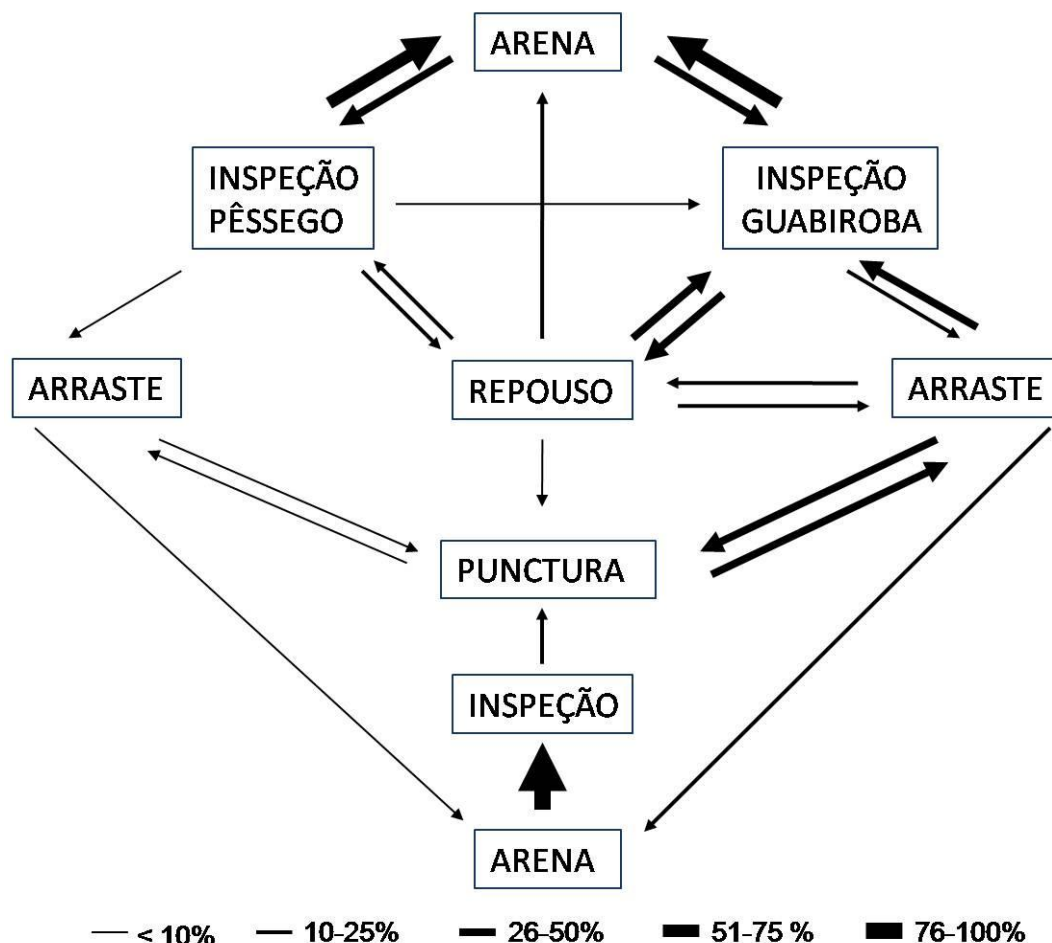 ARENA
INSPEÇÃO
PÊSSEGO
INSPEÇÃO
GUABIROBA
ARRASTE
REPOUSO
ARRASTE
PUNCTURA
INSPEÇÃO
ARENA
< 10% 10-25% 26-50% 51-75 % 76-100%